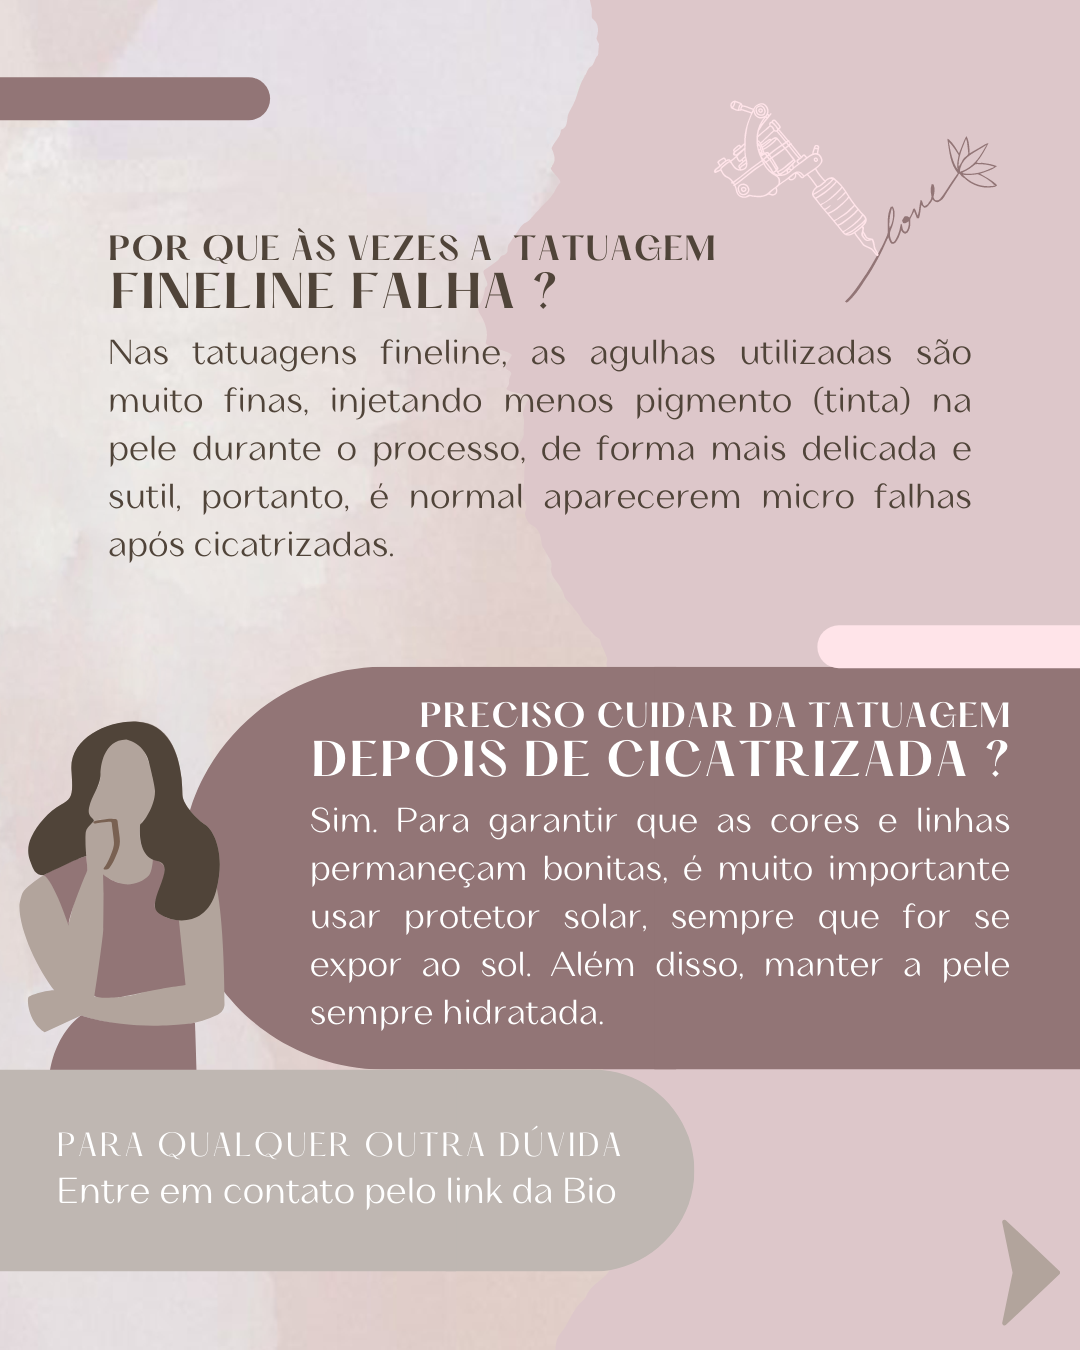 love
POR QUE ÀS VEZES A TATUAGEM
FINELINE FALHA ?
Nas tatuagens fineline, as agulhas utilizadas são
muito finas, injetando menos pigmento (tinta) na
pele durante o processo, de forma mais delicada e
sutil, portanto, é normal aparecerem micro falhas
após cicatrizadas.
PRECISO CUIDAR DA TATUAGEM
DEPOIS DE CICATRIZADA ?
Sim. Para garantir que as cores e linhas
permaneçam bonitas, é muito importante
usar protetor solar, sempre que for se
expor ao sol. Além disso, manter a pele
sempre hidratada.
PARA QUALQUER OUTRA DÚVIDA
Entre em contato pelo link da Bio